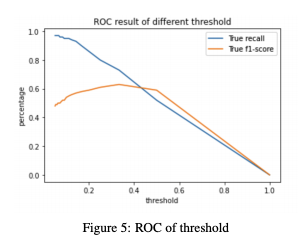 ROC result of different threshold
1.0
True recall
True f1-score
0.8
0.6
percentage
0.4
0.2
0.0
0.2
0.4
0.6
0.8
1.0
threshold
Figure 5: ROC of threshold